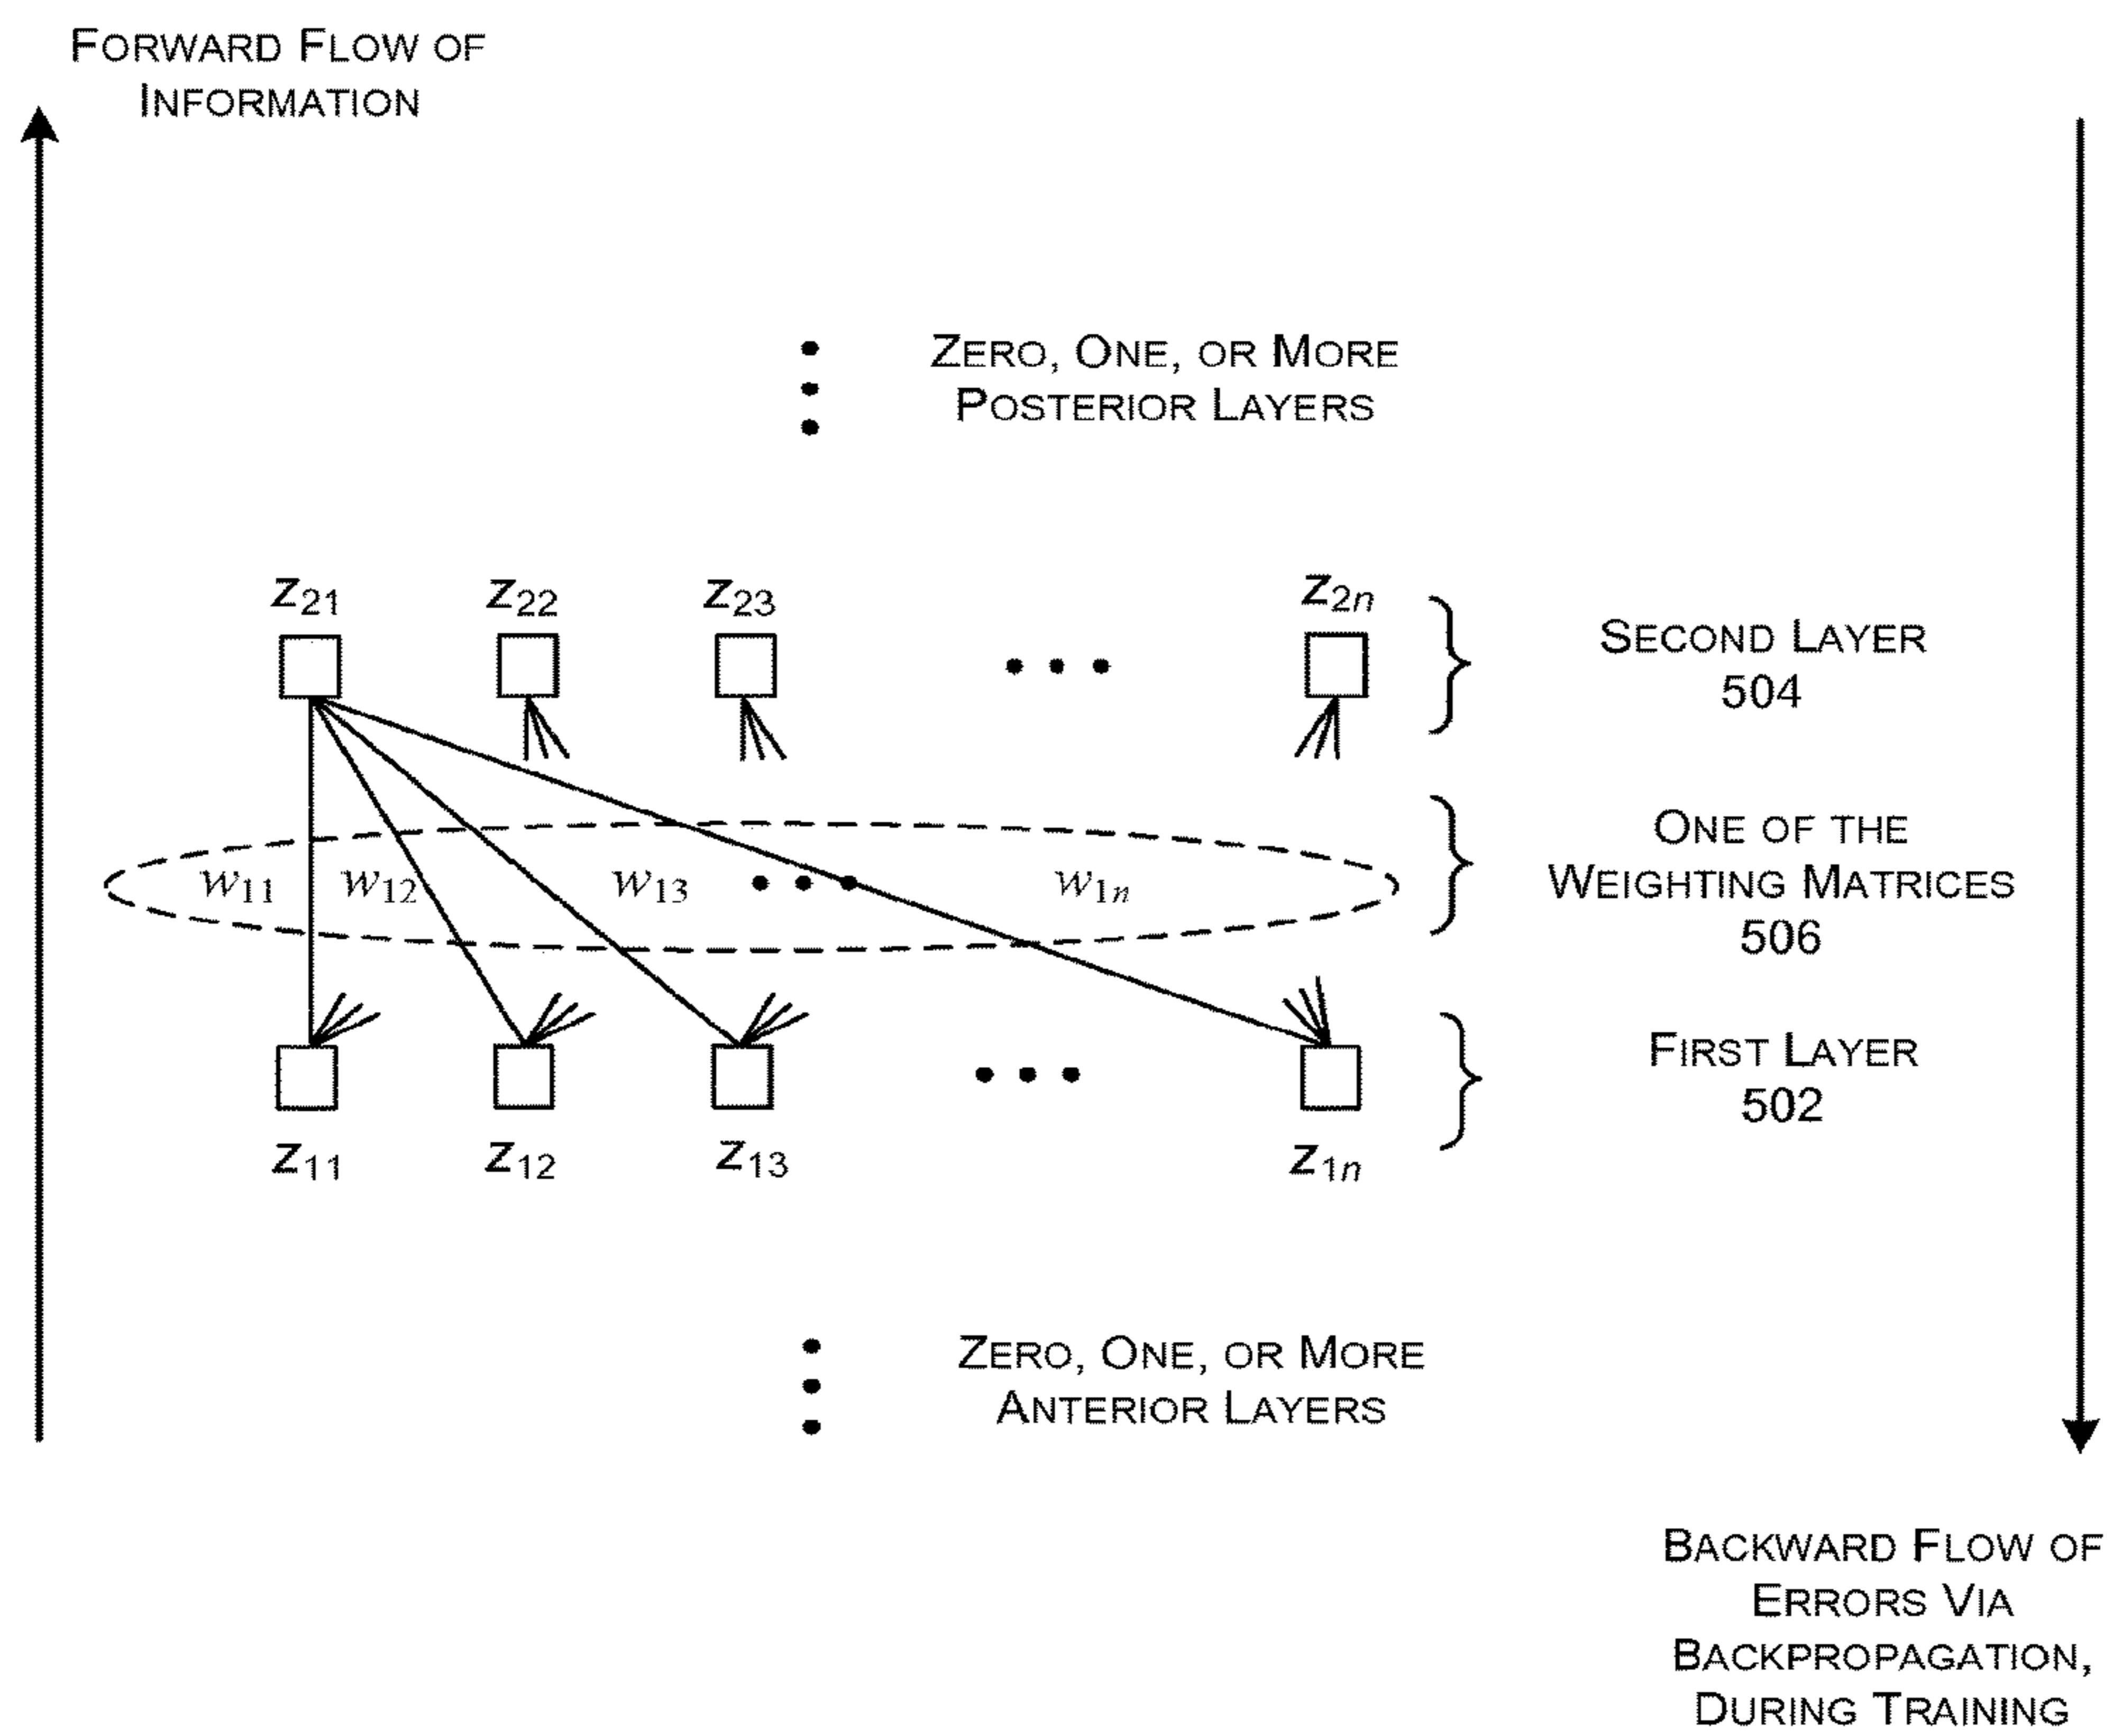 FORWARD FLOW OF
INFORMATION
ZERO, ONE, OR MORE
POSTERIOR LAYERS
z21 z22 z23 z2n
SECOND LAYER
504
ONE OF THE
WEIGHTING MATRICES
506
w11 w12 w13 w1n
FIRST LAYER
502
z11 z12 z13 z1n
ZERO, ONE, OR MORE
ANTERIOR LAYERS
BACKWARD FLOW OF
ERRORS VIA
BACKPROPAGATION,
DURING TRAINING